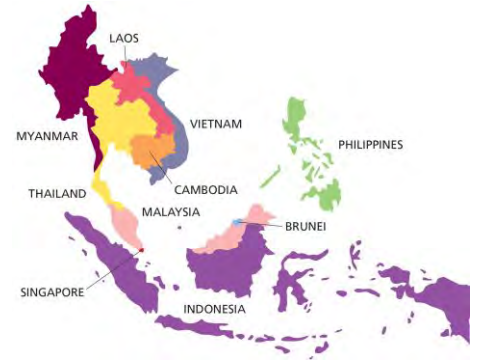 LAOS
MYANMAR
VIETNAM
PHILIPPINES
THAILAND
CAMBODIA
MALAYSIA
BRUNEI
SINGAPORE
INDONESIA